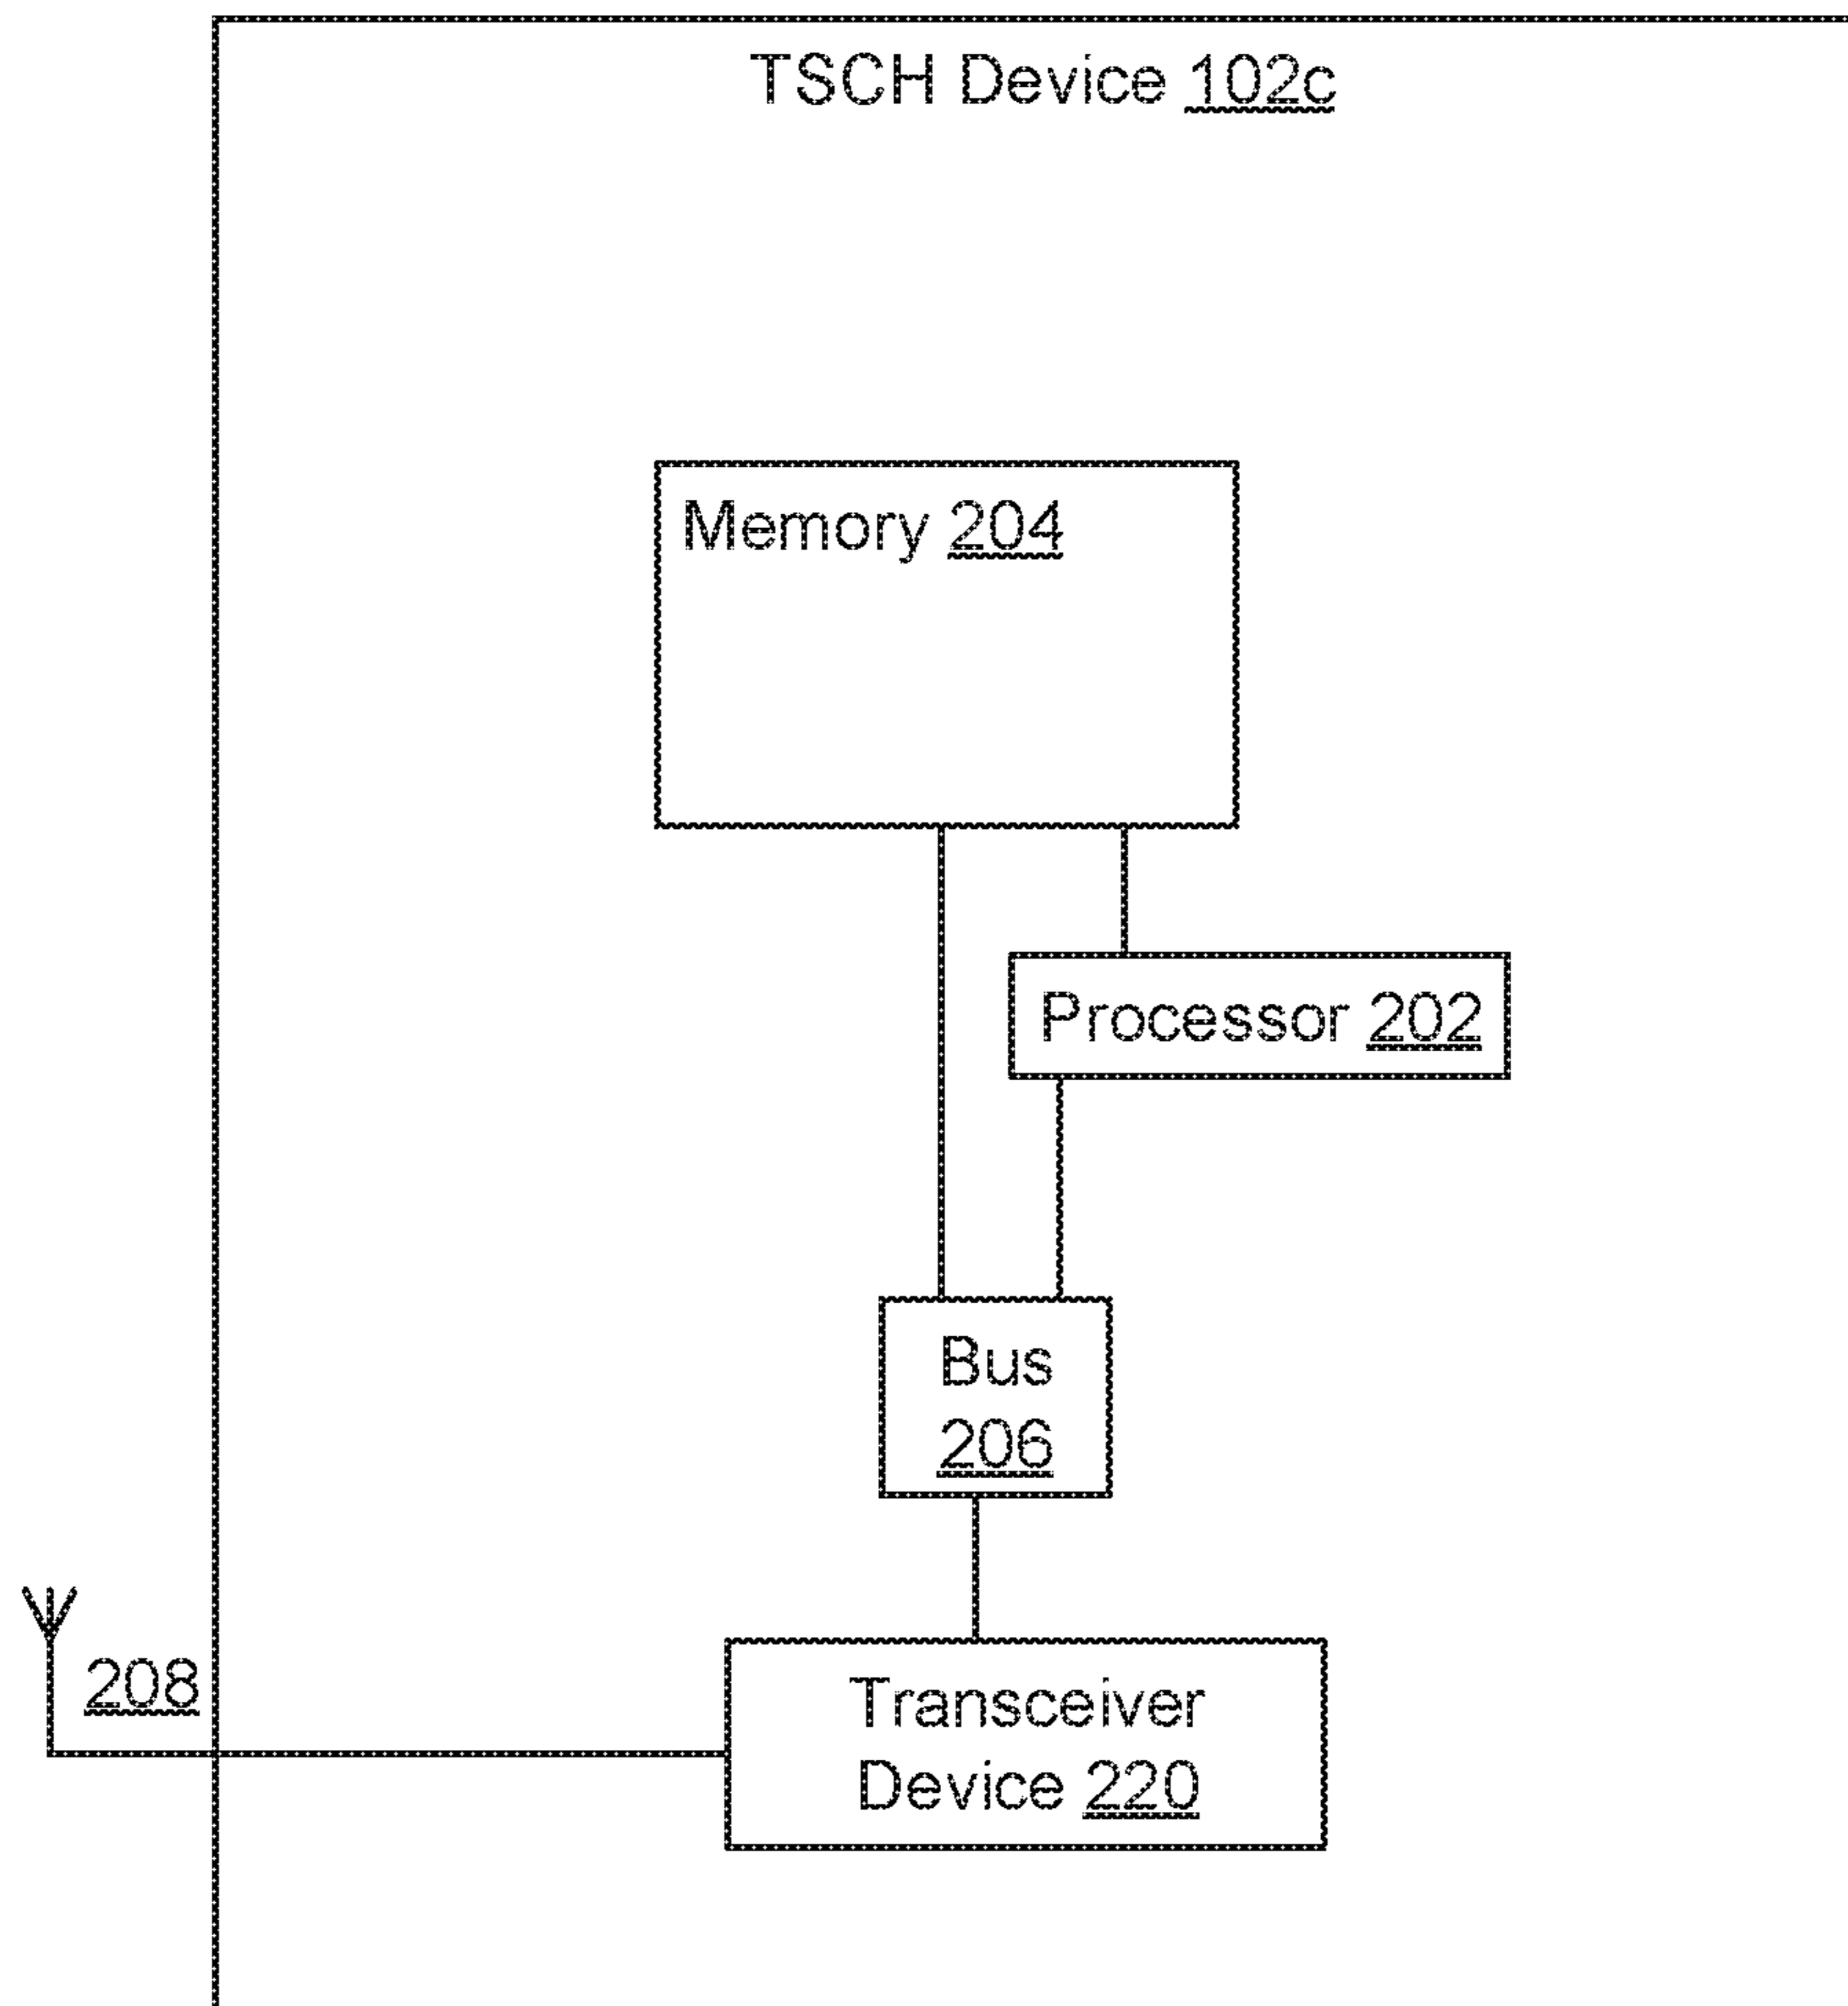 TSCH Device 102c
Memory 204
Processor 202
Bus
206
208
Transceiver
Device 220